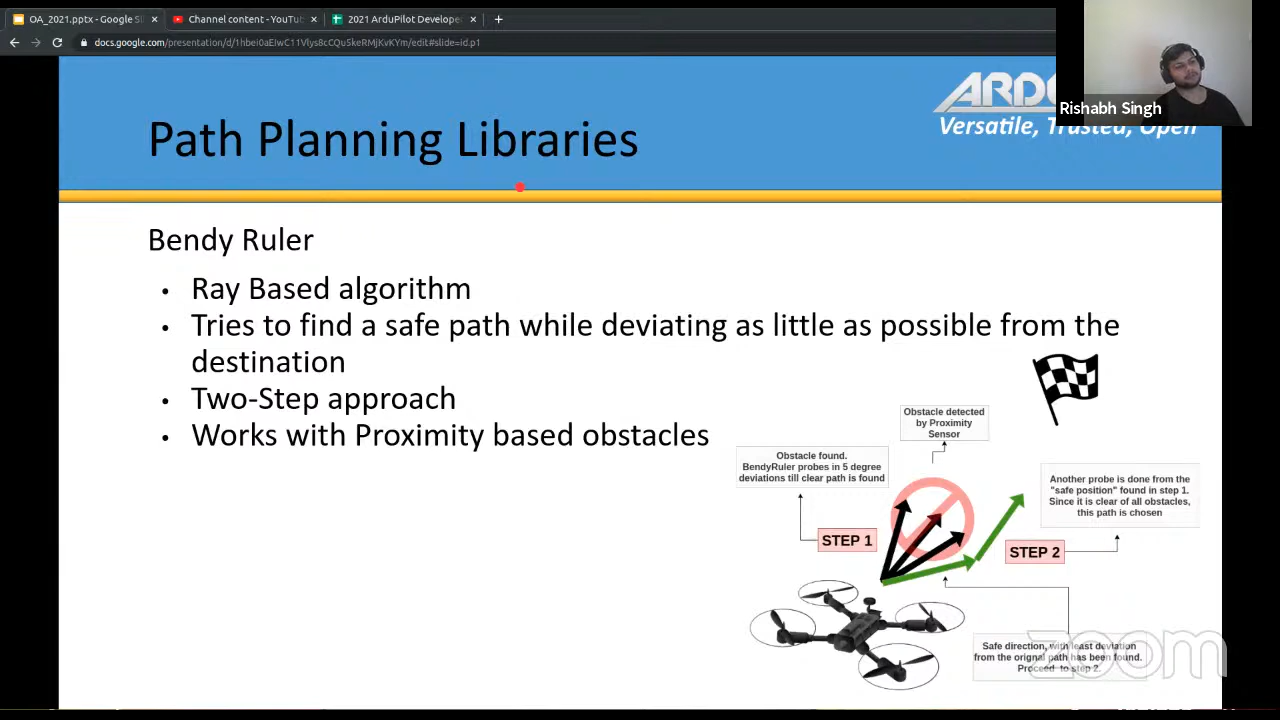 OA_2021.pptx - Google Sl
Channel content - YouTu
2021 ArduPilot Develope
docs.google.com/presentation/d/1hbei0aEIwC11Vlys8cCQuSkeRMJKvKYm/edit#slide=id.p1
Rishabh Singh
Path Planning Libraries
Versatile, Trusted, Open
Bendy Ruler
• Ray Based algorithm
• Tries to find a safe path while deviating as little as possible from the
destination
• Two-Step approach
• Works with Proximity based obstacles
Obstacle detected
by Proximity
Sensor
Obstacle found.
BendyRuler probes in 5 degree
deviations till clear path is found
Another probe is done from the
"safe position" found in step 1.
Since it is clear of all obstacles,
this path is chosen
STEP 1
STEP 2
Safe direction, with least deviation
from the orignal path has been found.
Proceed to step 2.
zoom